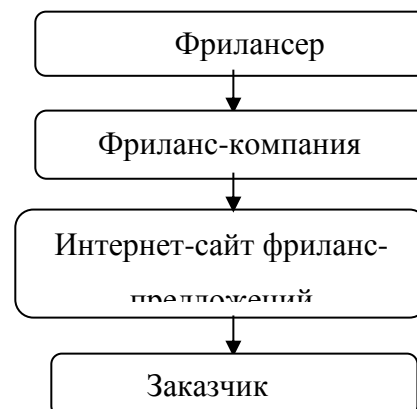 Фрилансер
Фриланс-компания
Интернет-сайт фриланс-
предложений
Заказчик